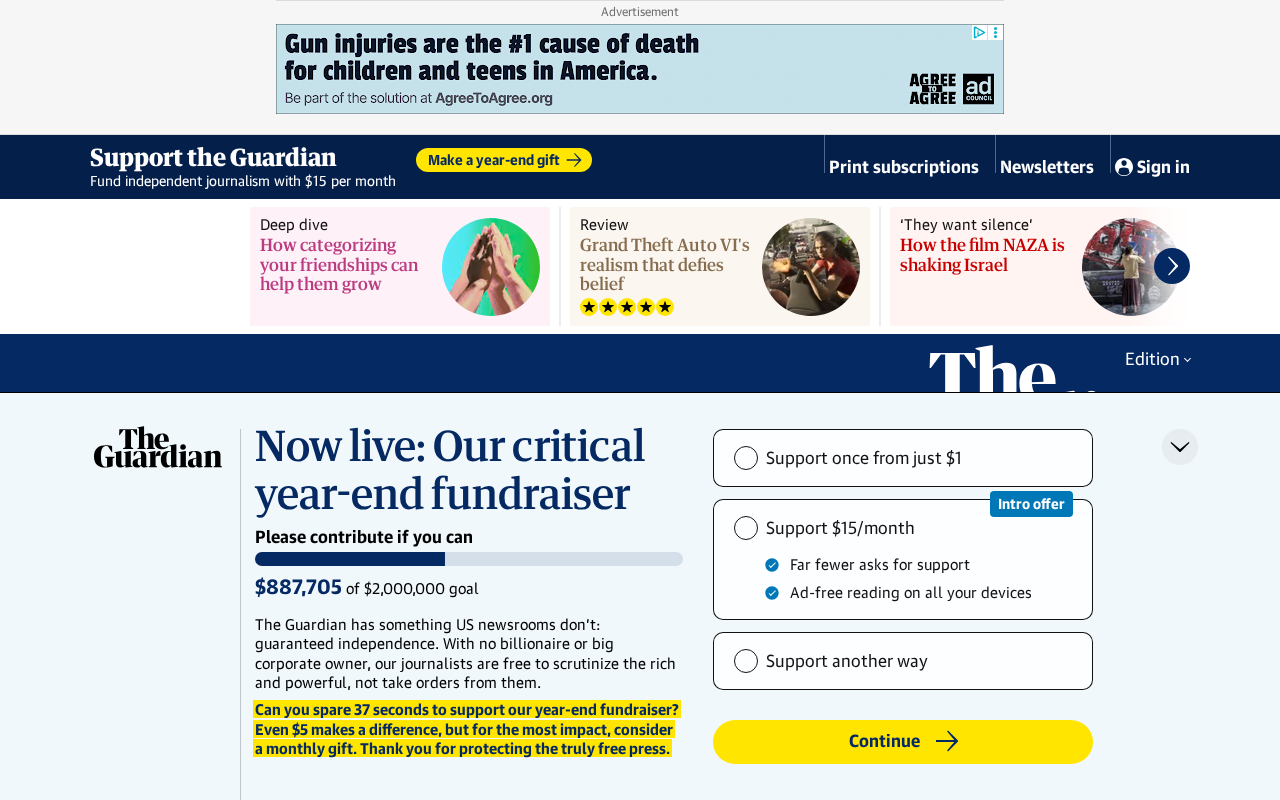 Advertisement
Gun injuries are the #1 cause of death
for children and teens in America.
Be part of the solution at AgreeToAgree.org
AGREE
TO
AGREE
ad
COUNCIL
Support the Guardian
Fund independent journalism with $15 per month
Make a year-end gift
Print subscriptions
Newsletters
Sign in
Deep dive
How categorizing
your friendships can
help them grow
Review
Grand Theft Auto VI's
realism that defies
belief
‘They want silence’
How the film NAZA is
shaking Israel
The
Edition
The
Guardian
Now live: Our critical
year-end fundraiser
Please contribute if you can
$887,705 of $2,000,000 goal
The Guardian has something US newsrooms don’t:
guaranteed independence. With no billionaire or big
corporate owner, our journalists are free to scrutinize the rich
and powerful, not take orders from them.
Can you spare 37 seconds to support our year-end fundraiser?
Even $5 makes a difference, but for the most impact, consider
a monthly gift. Thank you for protecting the truly free press.
Support once from just $1
Intro offer
Support $15/month
Far fewer asks for support
Ad-free reading on all your devices
Support another way
Continue